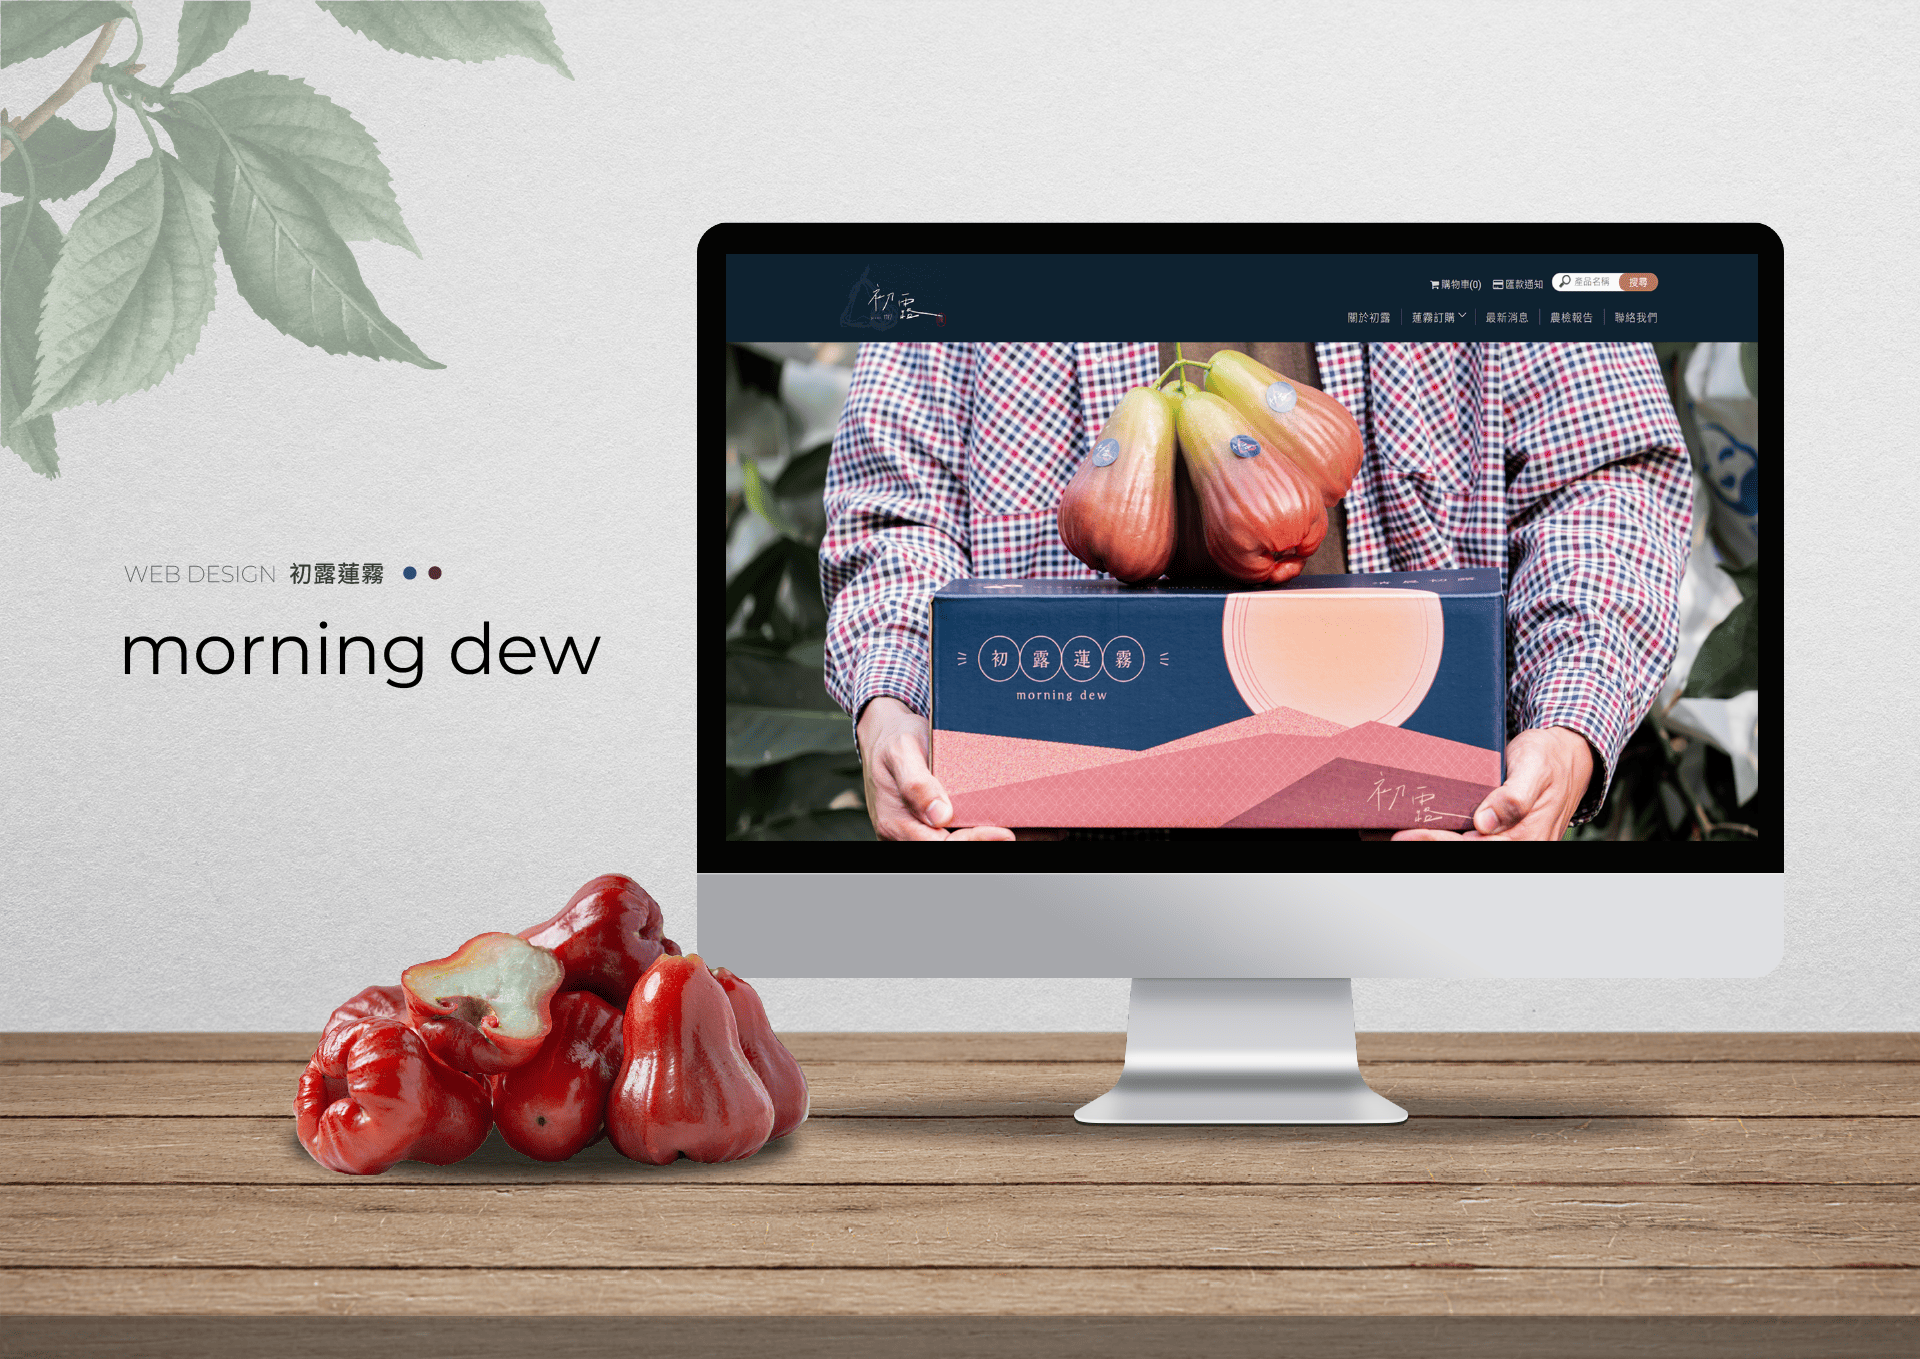 WEB DESIGN 初露蓮霧
morning dew
初露
購物車(0) 匯款通知 產品名稱 搜尋
關於初露 蓮霧訂購 最新消息 農檢報告 聯絡我們
初露蓮霧
morning dew
初露